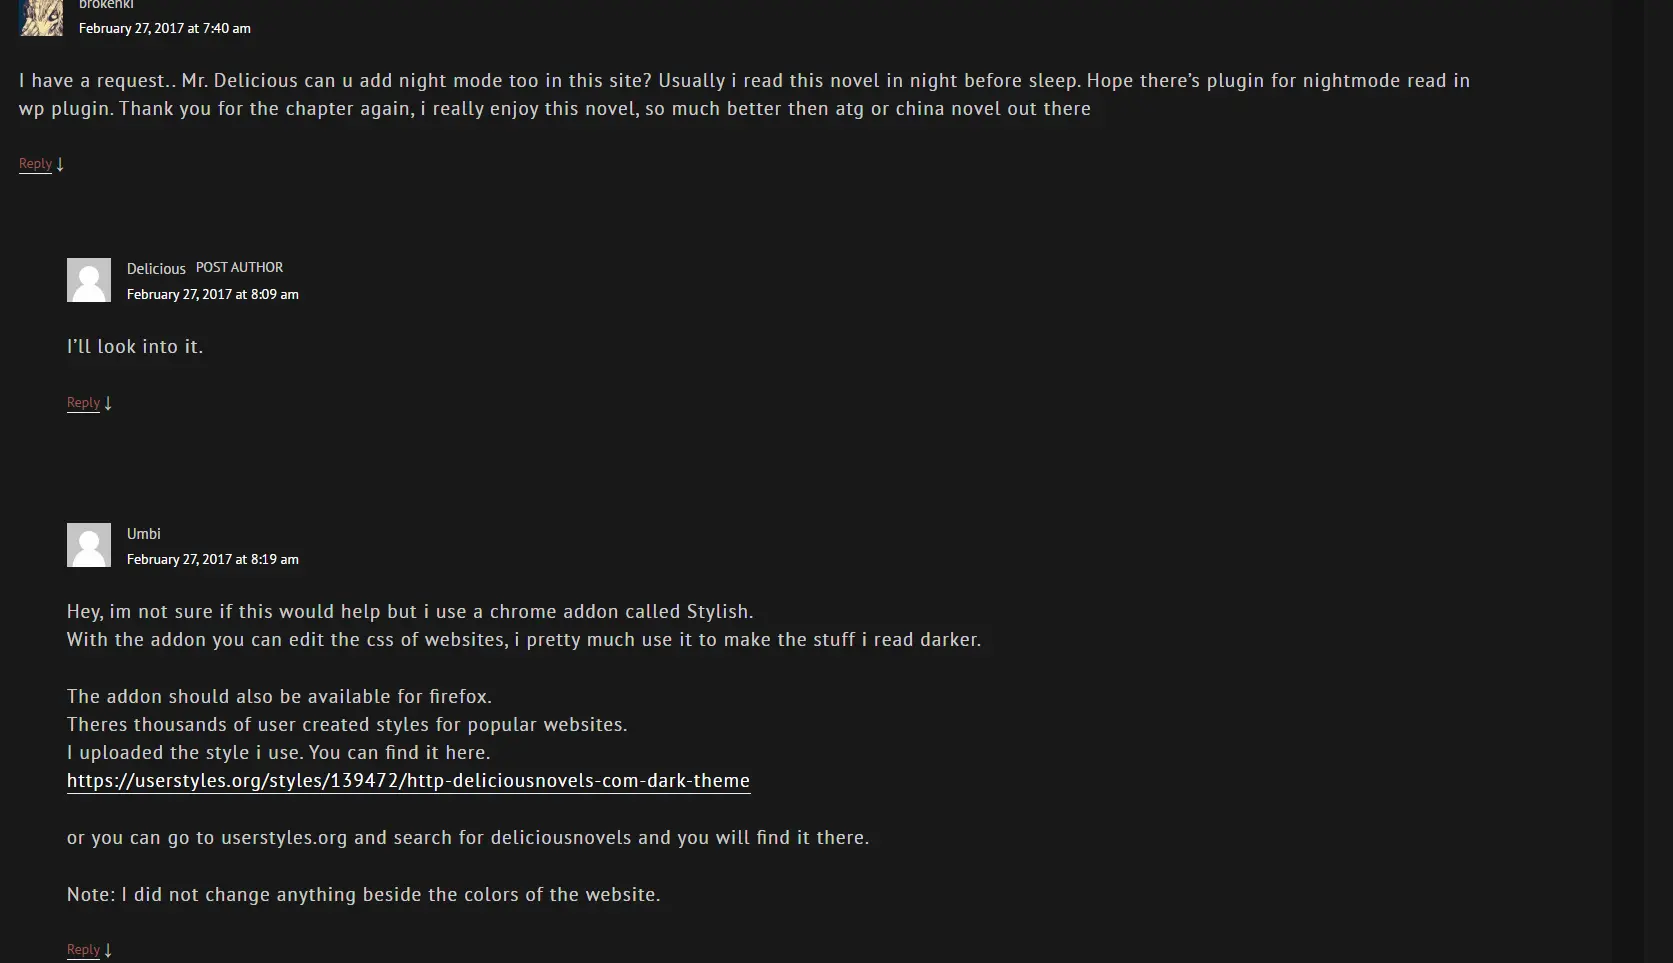 brokenki
February 27, 2017 at 7:40 am
I have a request.. Mr. Delicious can u add night mode too in this site? Usually i read this novel in night before sleep. Hope there’s plugin for nightmode read in
wp plugin. Thank you for the chapter again, i really enjoy this novel, so much better then atg or china novel out there
Reply ↓
Delicious POST AUTHOR
February 27, 2017 at 8:09 am
I’ll look into it.
Reply ↓
Umbi
February 27, 2017 at 8:19 am
Hey, im not sure if this would help but i use a chrome addon called Stylish.
With the addon you can edit the css of websites, i pretty much use it to make the stuff i read darker.
The addon should also be available for firefox.
Theres thousands of user created styles for popular websites.
I uploaded the style i use. You can find it here.
https://userstyles.org/styles/139472/http-deliciousnovels-com-dark-theme
or you can go to userstyles.org and search for deliciousnovels and you will find it there.
Note: I did not change anything beside the colors of the website.
Reply ↓